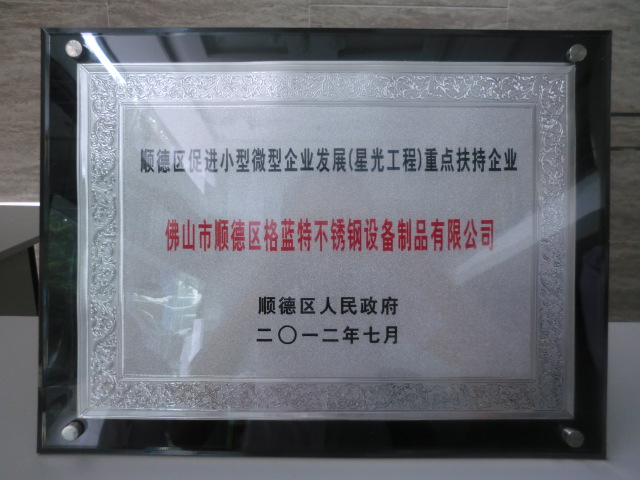 顺德区促进小型微型企业发展(星光工程)重点扶持企业
佛山市顺德区格蓝特不锈钢设备制品有限公司
顺德区人民政府
二〇一二年七月